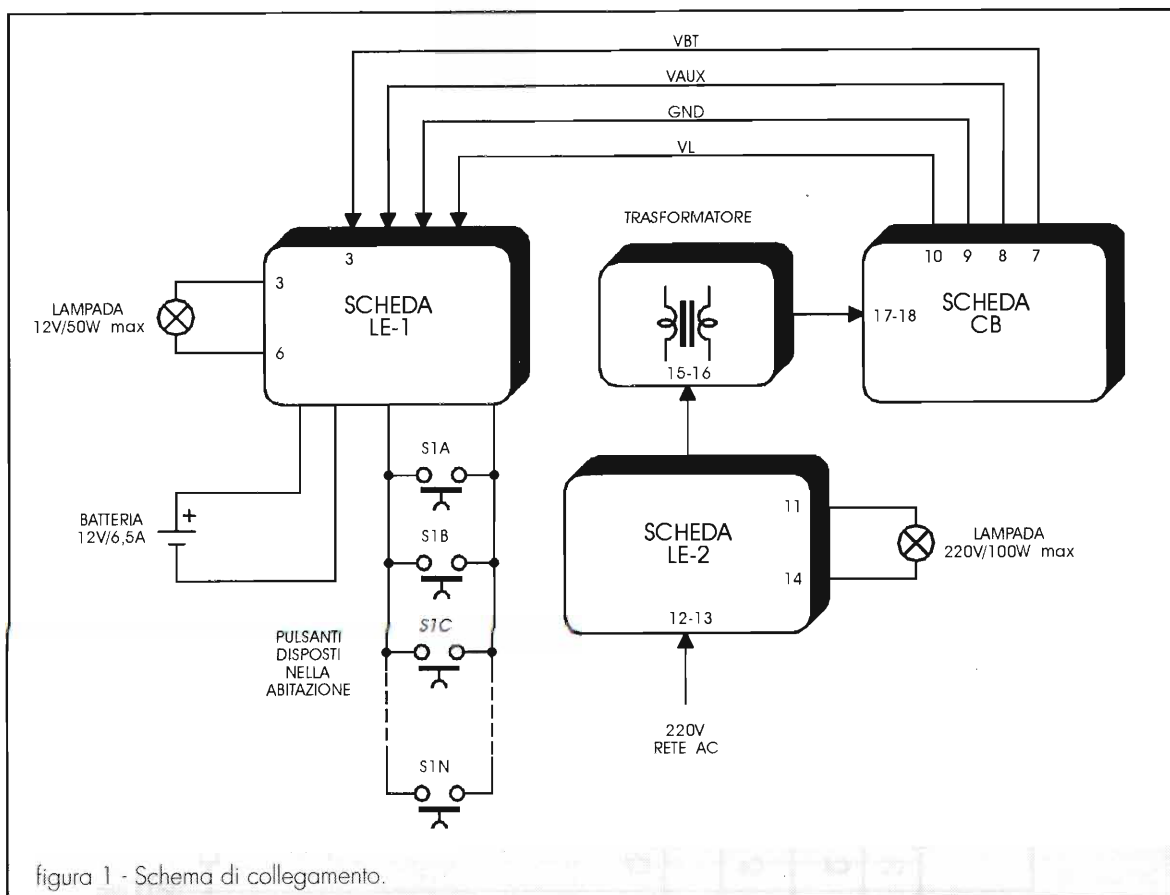 VBT
VAUX
GND
VL
TRASFORMATORE
3
3
6
SCHEDA
LE-1
LAMPADA
12V/50W max
10
9
8
7
17-18
SCHEDA
CB
15-16
S1A
BATTERIA
12V/6,5A
+
S1B
SCHEDA
LE-2
11
14
12-13
LAMPADA
220V/100W max
S1C
PULSANTI
DISPOSTI
NELLA
ABITAZIONE
220V
RETE AC
S1N
figura 1 - Schema di collegamento.